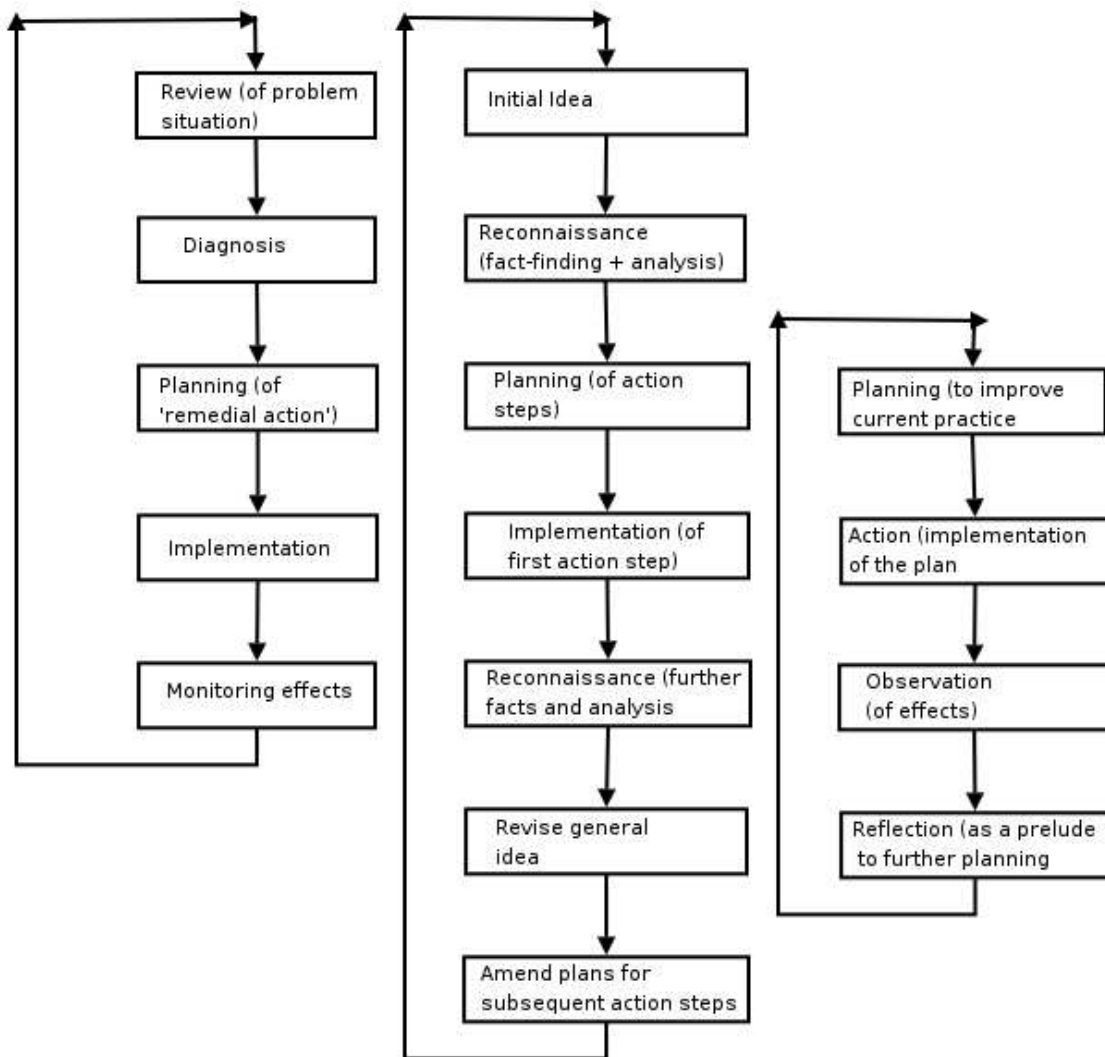 Review (of problem
situation)
Diagnosis
Planning (of
'remedial action')
Implementation
Monitoring effects
Initial Idea
Reconnaissance
(fact-finding + analysis)
Planning (of action
steps)
Implementation (of
first action step)
Reconnaissance (further
facts and analysis
Revise general
idea
Amend plans for
subsequent action steps
Planning (to improve
current practice
Action (implementation
of the plan
Observation
(of effects)
Reflection (as a prelude
to further planning